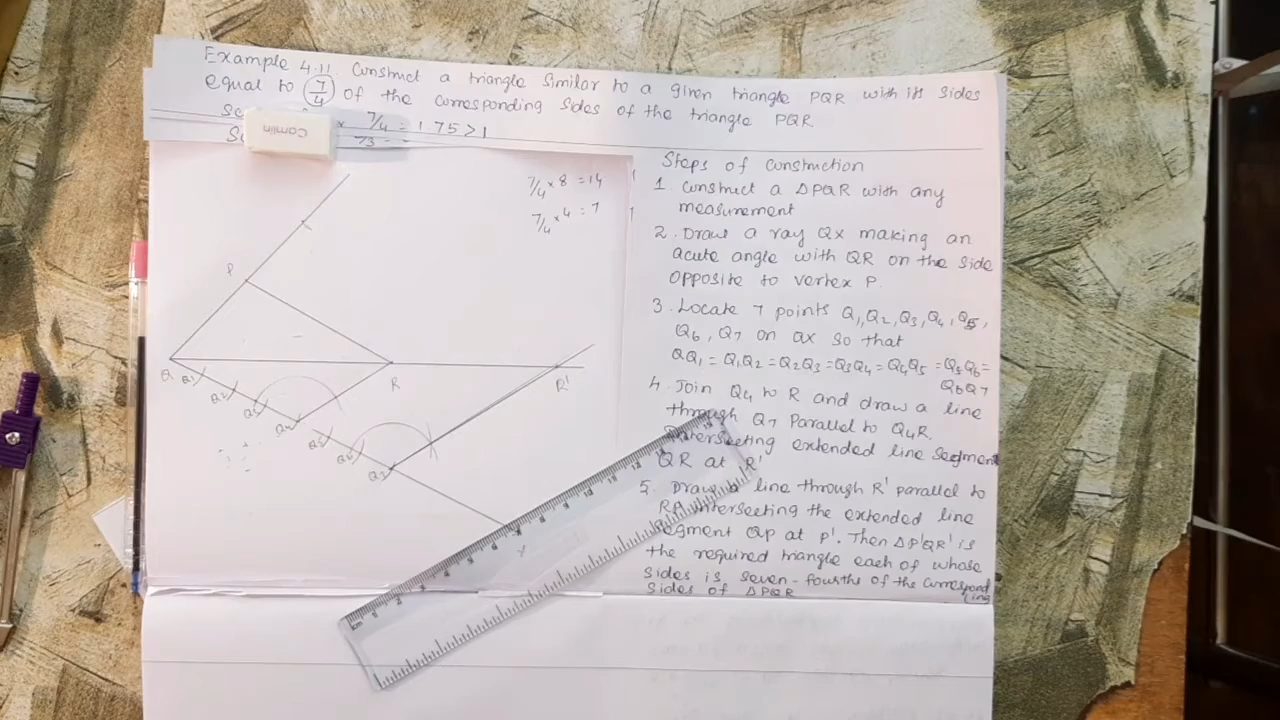 Example 4.11. Construct a triangle similar to a given triangle PQR with its sides
equal to 7/4 of the corresponding sides of the triangle PQR.
7/4 = 1.75 > 1
Camlin
7/4 × 8 = 14
7/4 × 4 = 7
P
Q
R
R'
Q1
Q2
Q3
Q4
Q5
Q6
Q7
Steps of construction
1 Construct a ΔPQR with any
measurement
2. Draw a ray QX making an
acute angle with QR on the side
opposite to vertex P.
3. Locate 7 points Q1, Q2, Q3, Q4, Q5,
Q6, Q7 on QX so that
QQ1 = Q1Q2 = Q2Q3 = Q3Q4 = Q4Q5 = Q5Q6 =
Q6Q7
4. Join Q4 to R and draw a line
through Q7 parallel to Q4R.
Intersecting extended line segment
QR at R'
5. Draw a line through R' parallel to
RP intersecting the extended line
segment QP at P'. Then ΔP'QR' is
the required triangle each of whose
sides is seven-fourths of the correspond
ing
sides of ΔPQR